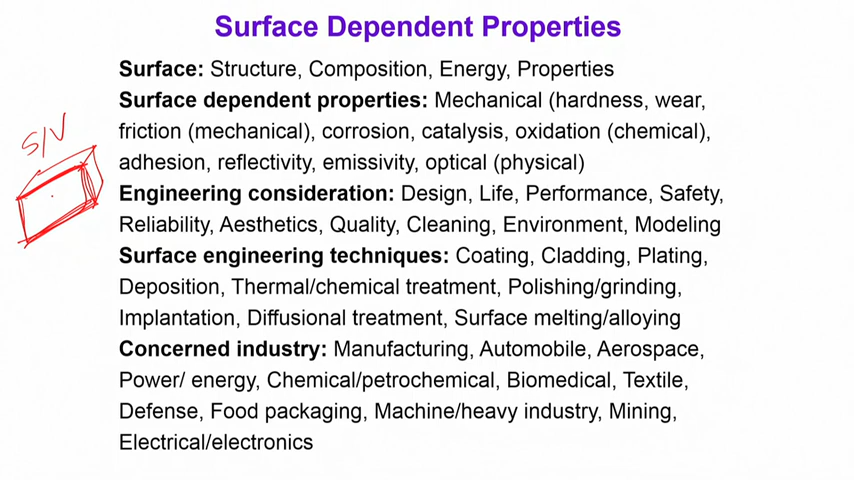 Surface Dependent Properties
Surface: Structure, Composition, Energy, Properties
Surface dependent properties: Mechanical (hardness, wear,
friction (mechanical), corrosion, catalysis, oxidation (chemical),
adhesion, reflectivity, emissivity, optical (physical)
S/V
Engineering consideration: Design, Life, Performance, Safety,
Reliability, Aesthetics, Quality, Cleaning, Environment, Modeling
Surface engineering techniques: Coating, Cladding, Plating,
Deposition, Thermal/chemical treatment, Polishing/grinding,
Implantation, Diffusional treatment, Surface melting/alloying
Concerned industry: Manufacturing, Automobile, Aerospace,
Power/ energy, Chemical/petrochemical, Biomedical, Textile,
Defense, Food packaging, Machine/heavy industry, Mining,
Electrical/electronics